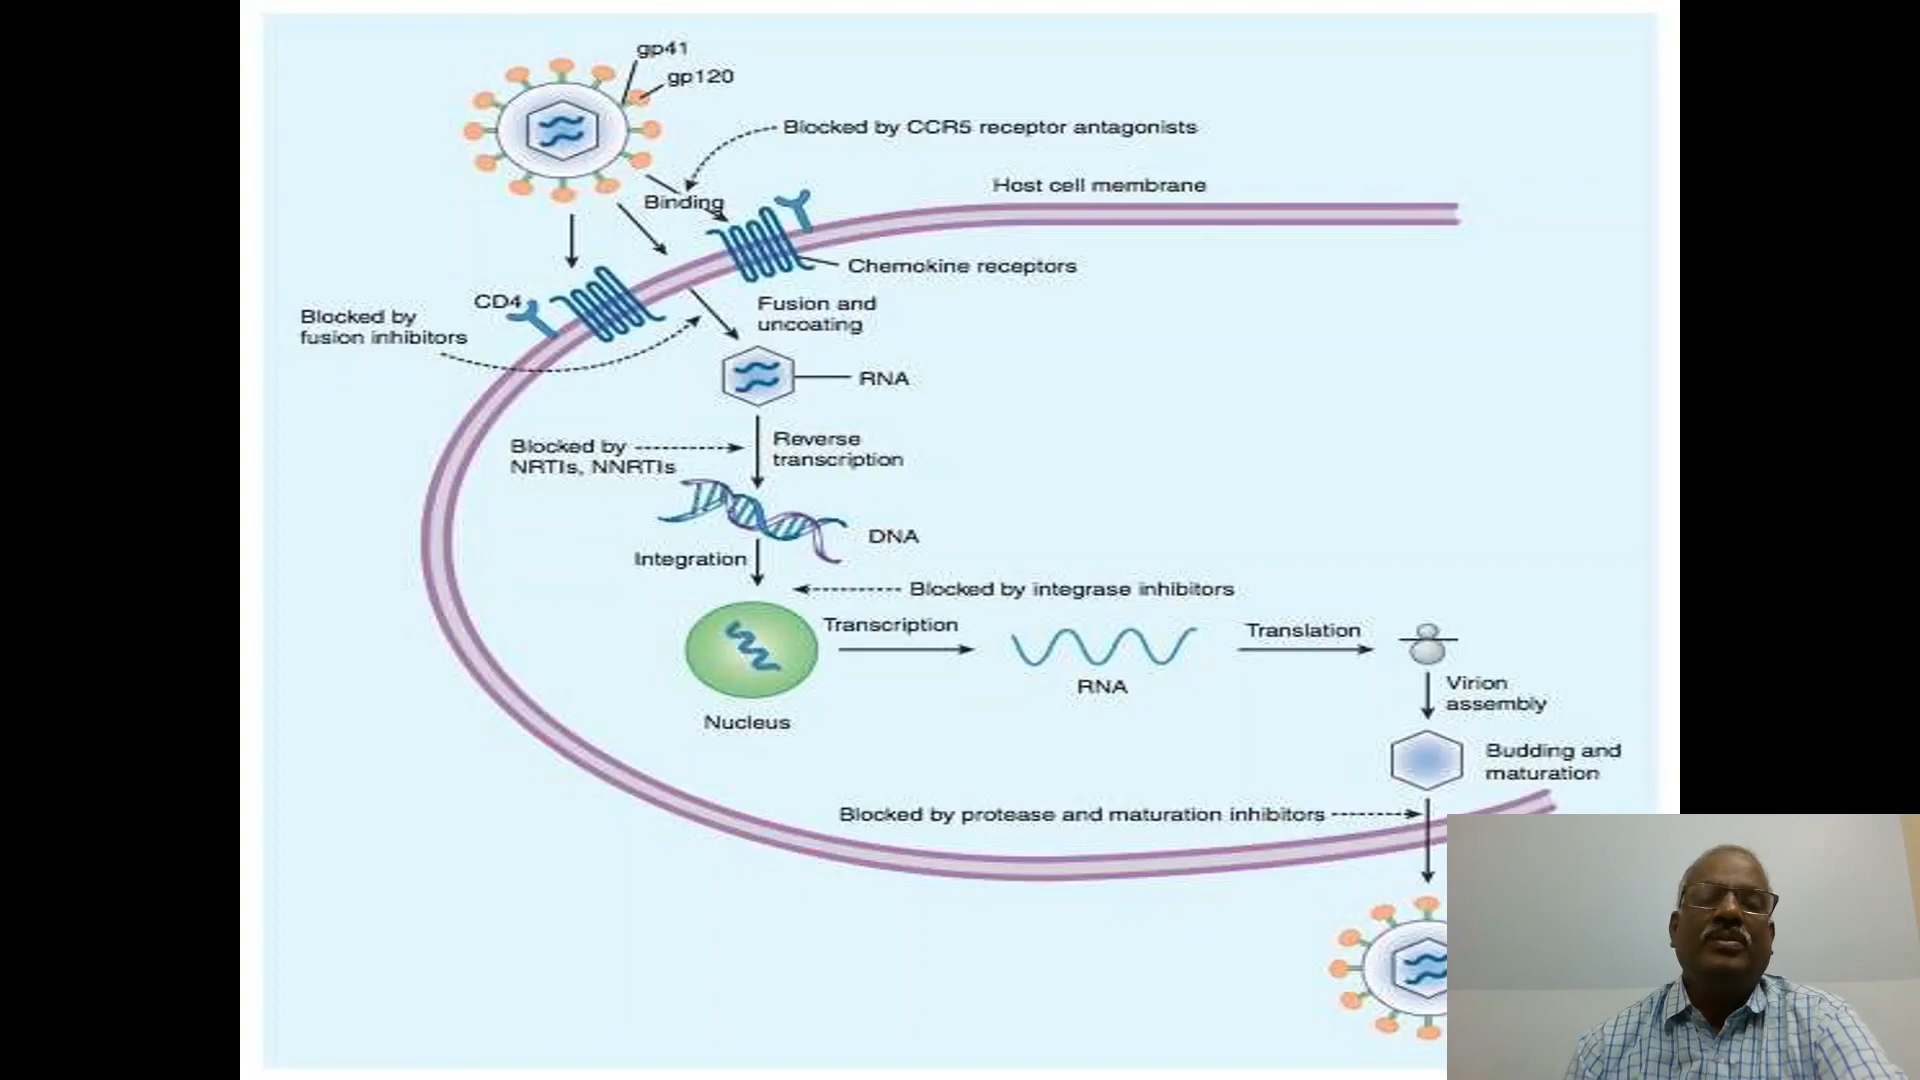 gp41
gp120
Blocked by CCR5 receptor antagonists
Host cell membrane
Binding
Chemokine receptors
CD4
Blocked by
fusion inhibitors
Fusion and
uncoating
RNA
Blocked by
NRTIs, NNRTIs
Reverse
transcription
DNA
Integration
Blocked by integrase inhibitors
Transcription
Translation
RNA
Nucleus
Virion
assembly
Budding and
maturation
Blocked by protease and maturation inhibitors